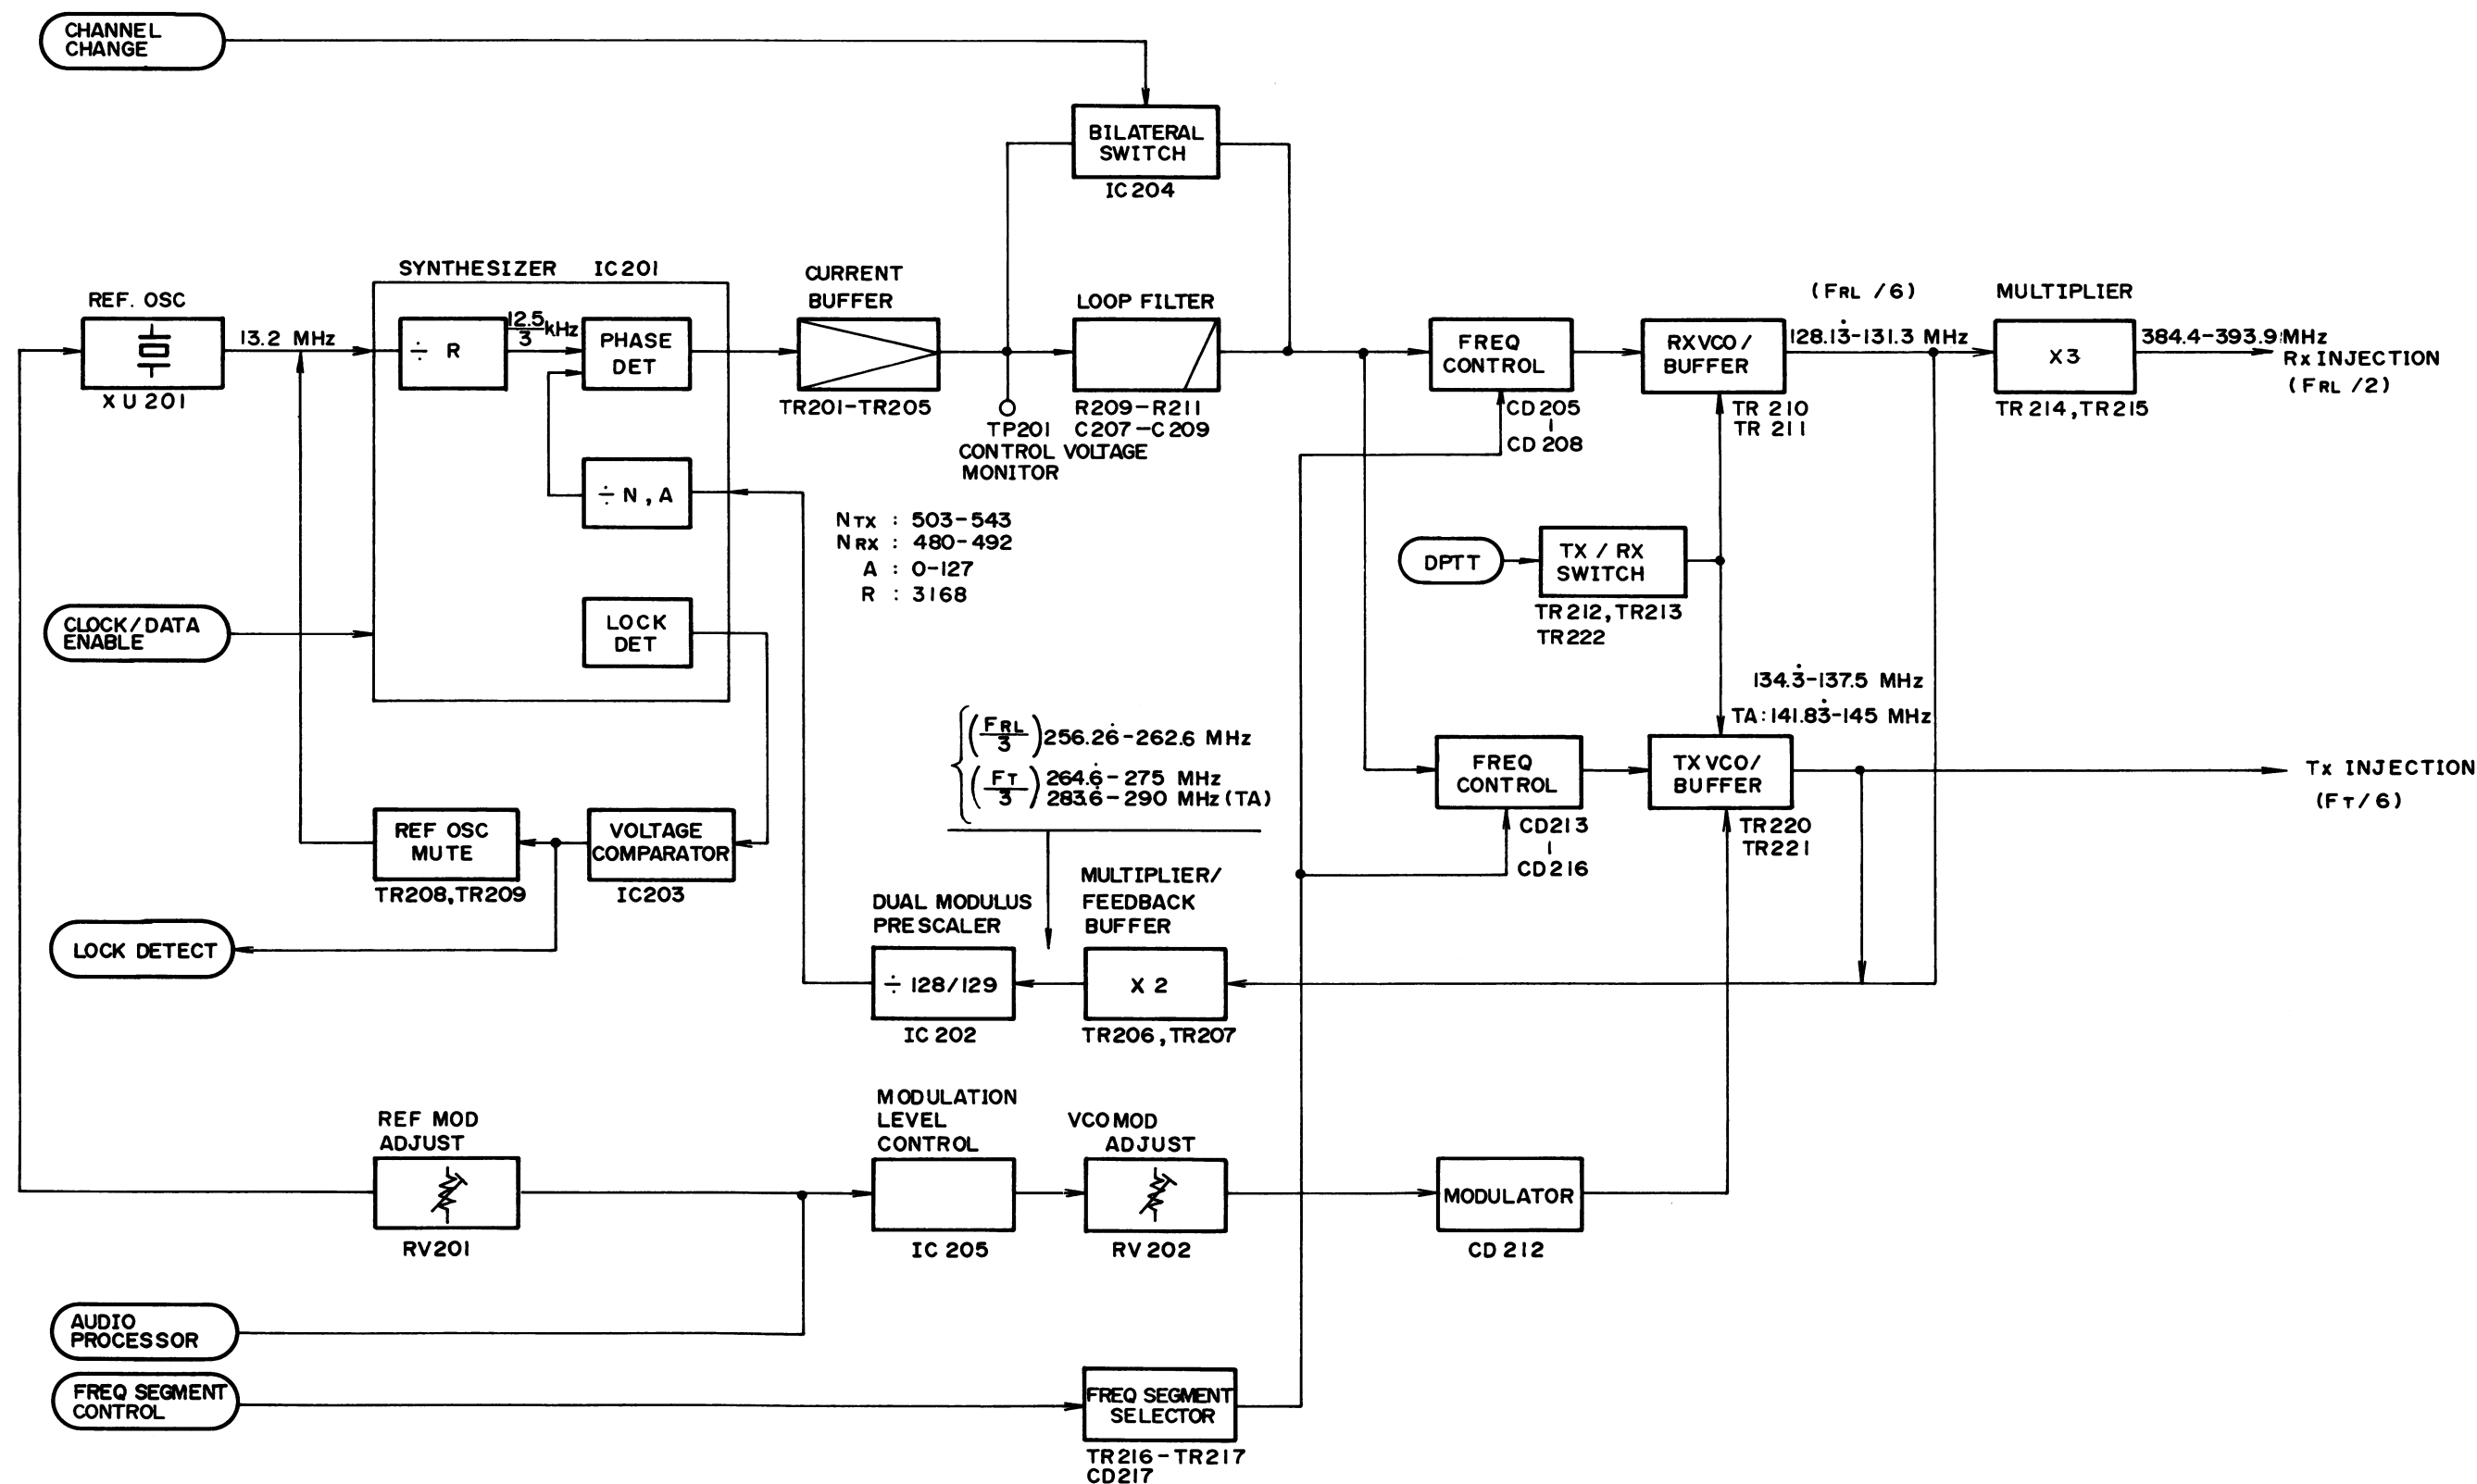 CHANNEL
CHANGE
BILATERAL
SWITCH
IC 204
SYNTHESIZER IC201
CURRENT
BUFFER
LOOP FILTER
REF. OSC
XU201
13.2 MHz
÷ R
12.5
3 kHz
PHASE
DET
TR201-TR205
TP201
CONTROL VOLTAGE
MONITOR
R209-R211
C207-C209
FREQ
CONTROL
CD205
CD208
RXVCO/
BUFFER
TR 210
TR 211
(FRL /6)
128.13̇-131.3 MHz
MULTIPLIER
X3
TR 214, TR215
384.4-393.9 MHz
Rx INJECTION
(FRL /2)
÷ N, A
NTX : 503-543
NRX : 480-492
A : 0-127
R : 3168
LOCK
DET
CLOCK/DATA
ENABLE
DPTT
TX / RX
SWITCH
TR212, TR213
TR222
134.3̇-137.5 MHz
TA: 141.83̇-145 MHz
(FRL
3) 256.26̇-262.6 MHz
(FT
3) 264.6̇-275 MHz
283.6̇-290 MHz (TA)
FREQ
CONTROL
CD213
CD216
TXVCO/
BUFFER
TR220
TR221
Tx INJECTION
(FT/6)
REF OSC
MUTE
TR208, TR209
VOLTAGE
COMPARATOR
IC203
LOCK DETECT
DUAL MODULUS
PRESCALER
÷ 128/129
IC 202
MULTIPLIER/
FEEDBACK
BUFFER
X 2
TR206, TR207
REF MOD
ADJUST
RV201
MODULATION
LEVEL
CONTROL
IC 205
VCO MOD
ADJUST
RV 202
MODULATOR
CD 212
AUDIO
PROCESSOR
FREQ SEGMENT
CONTROL
FREQ SEGMENT
SELECTOR
TR216-TR217
CD217